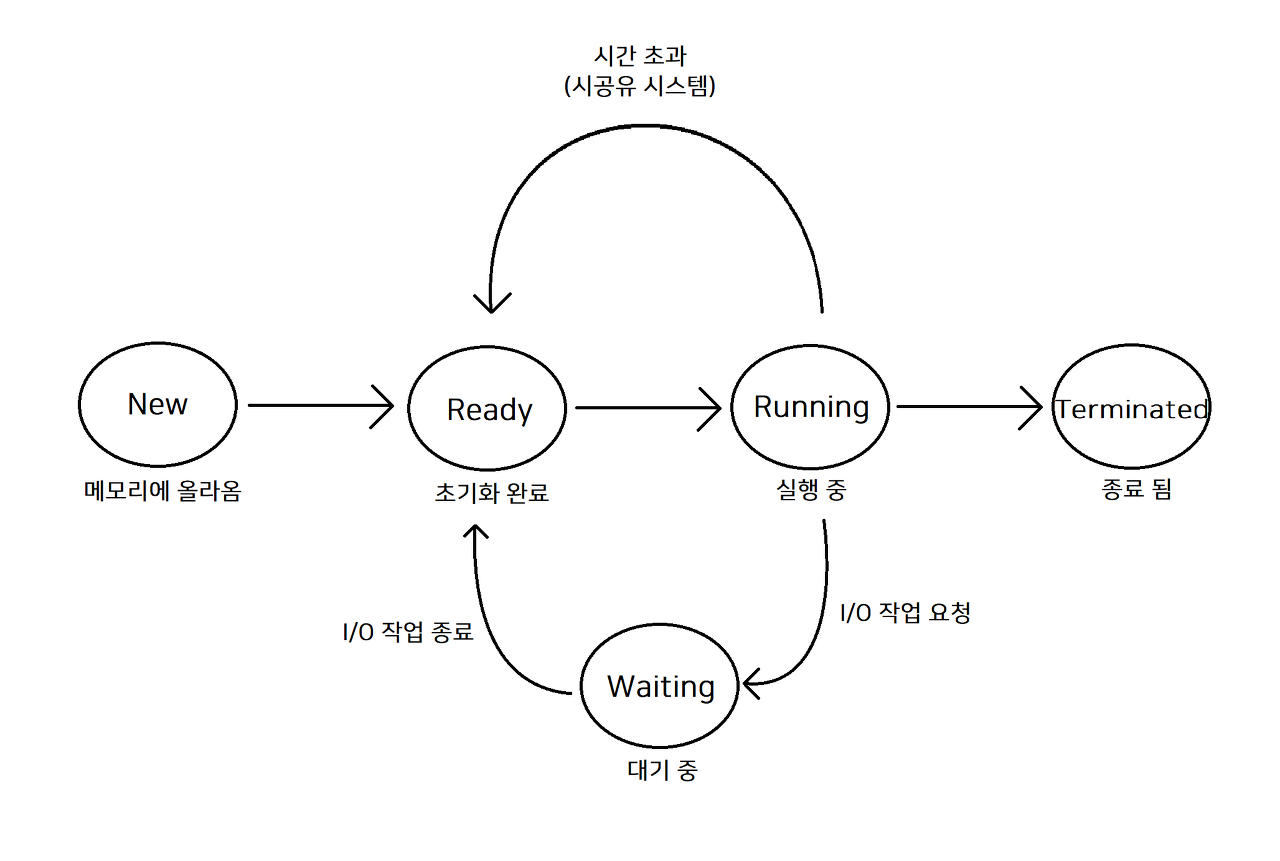 시간 초과
(시공유 시스템)
New
Ready
Running
Terminated
메모리에 올라옴
초기화 완료
실행 중
종료 됨
I/O 작업 종료
I/O 작업 요청
Waiting
대기 중